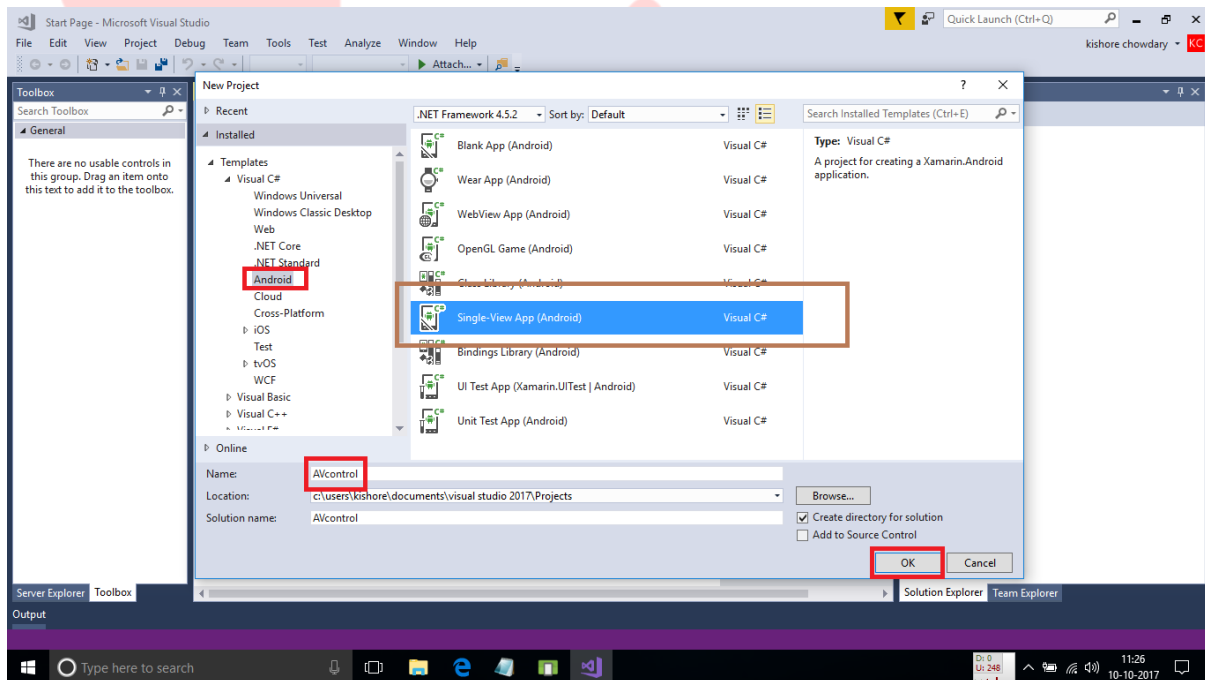 Start Page - Microsoft Visual Studio
Quick Launch (Ctrl+Q)
File Edit View Project Debug Team Tools Test Analyze Window Help
kishore chowdary
KC
Attach...
Toolbox
Search Toolbox
General
There are no usable controls in
this group. Drag an item onto
this text to add it to the toolbox.
New Project
?
Recent
Installed
Templates
Visual C#
Windows Universal
Windows Classic Desktop
Web
.NET Core
.NET Standard
Android
Cloud
Cross-Platform
iOS
Test
tvOS
WCF
Visual Basic
Visual C++
Online
.NET Framework 4.5.2 Sort by: Default
Search Installed Templates (Ctrl+E)
Blank App (Android) Visual C#
Wear App (Android) Visual C#
WebView App (Android) Visual C#
OpenGL Game (Android) Visual C#
Class Library (Android) Visual C#
Single-View App (Android) Visual C#
Bindings Library (Android) Visual C#
UI Test App (Xamarin.UITest | Android) Visual C#
Unit Test App (Android) Visual C#
Type: Visual C#
A project for creating a Xamarin.Android
application.
Name: AVcontrol
Location: c:\users\kishore\documents\visual studio 2017\Projects
Browse...
Solution name: AVcontrol
Create directory for solution
Add to Source Control
OK Cancel
Server Explorer Toolbox
Solution Explorer Team Explorer
Output
Type here to search
D: 0
U: 248
11:26
10-10-2017